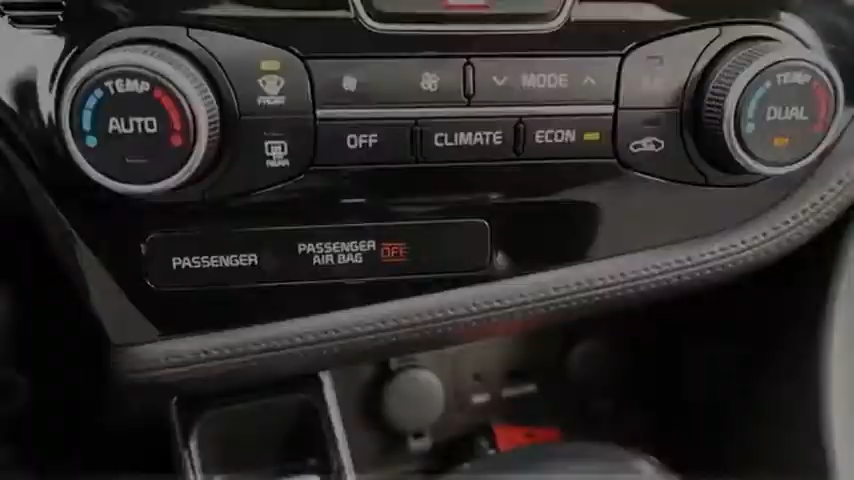 TEMP
AUTO
FRONT
REAR
MODE
OFF
CLIMATE
ECON
TEMP
DUAL
PASSENGER
PASSENGER
AIR BAG
OFF